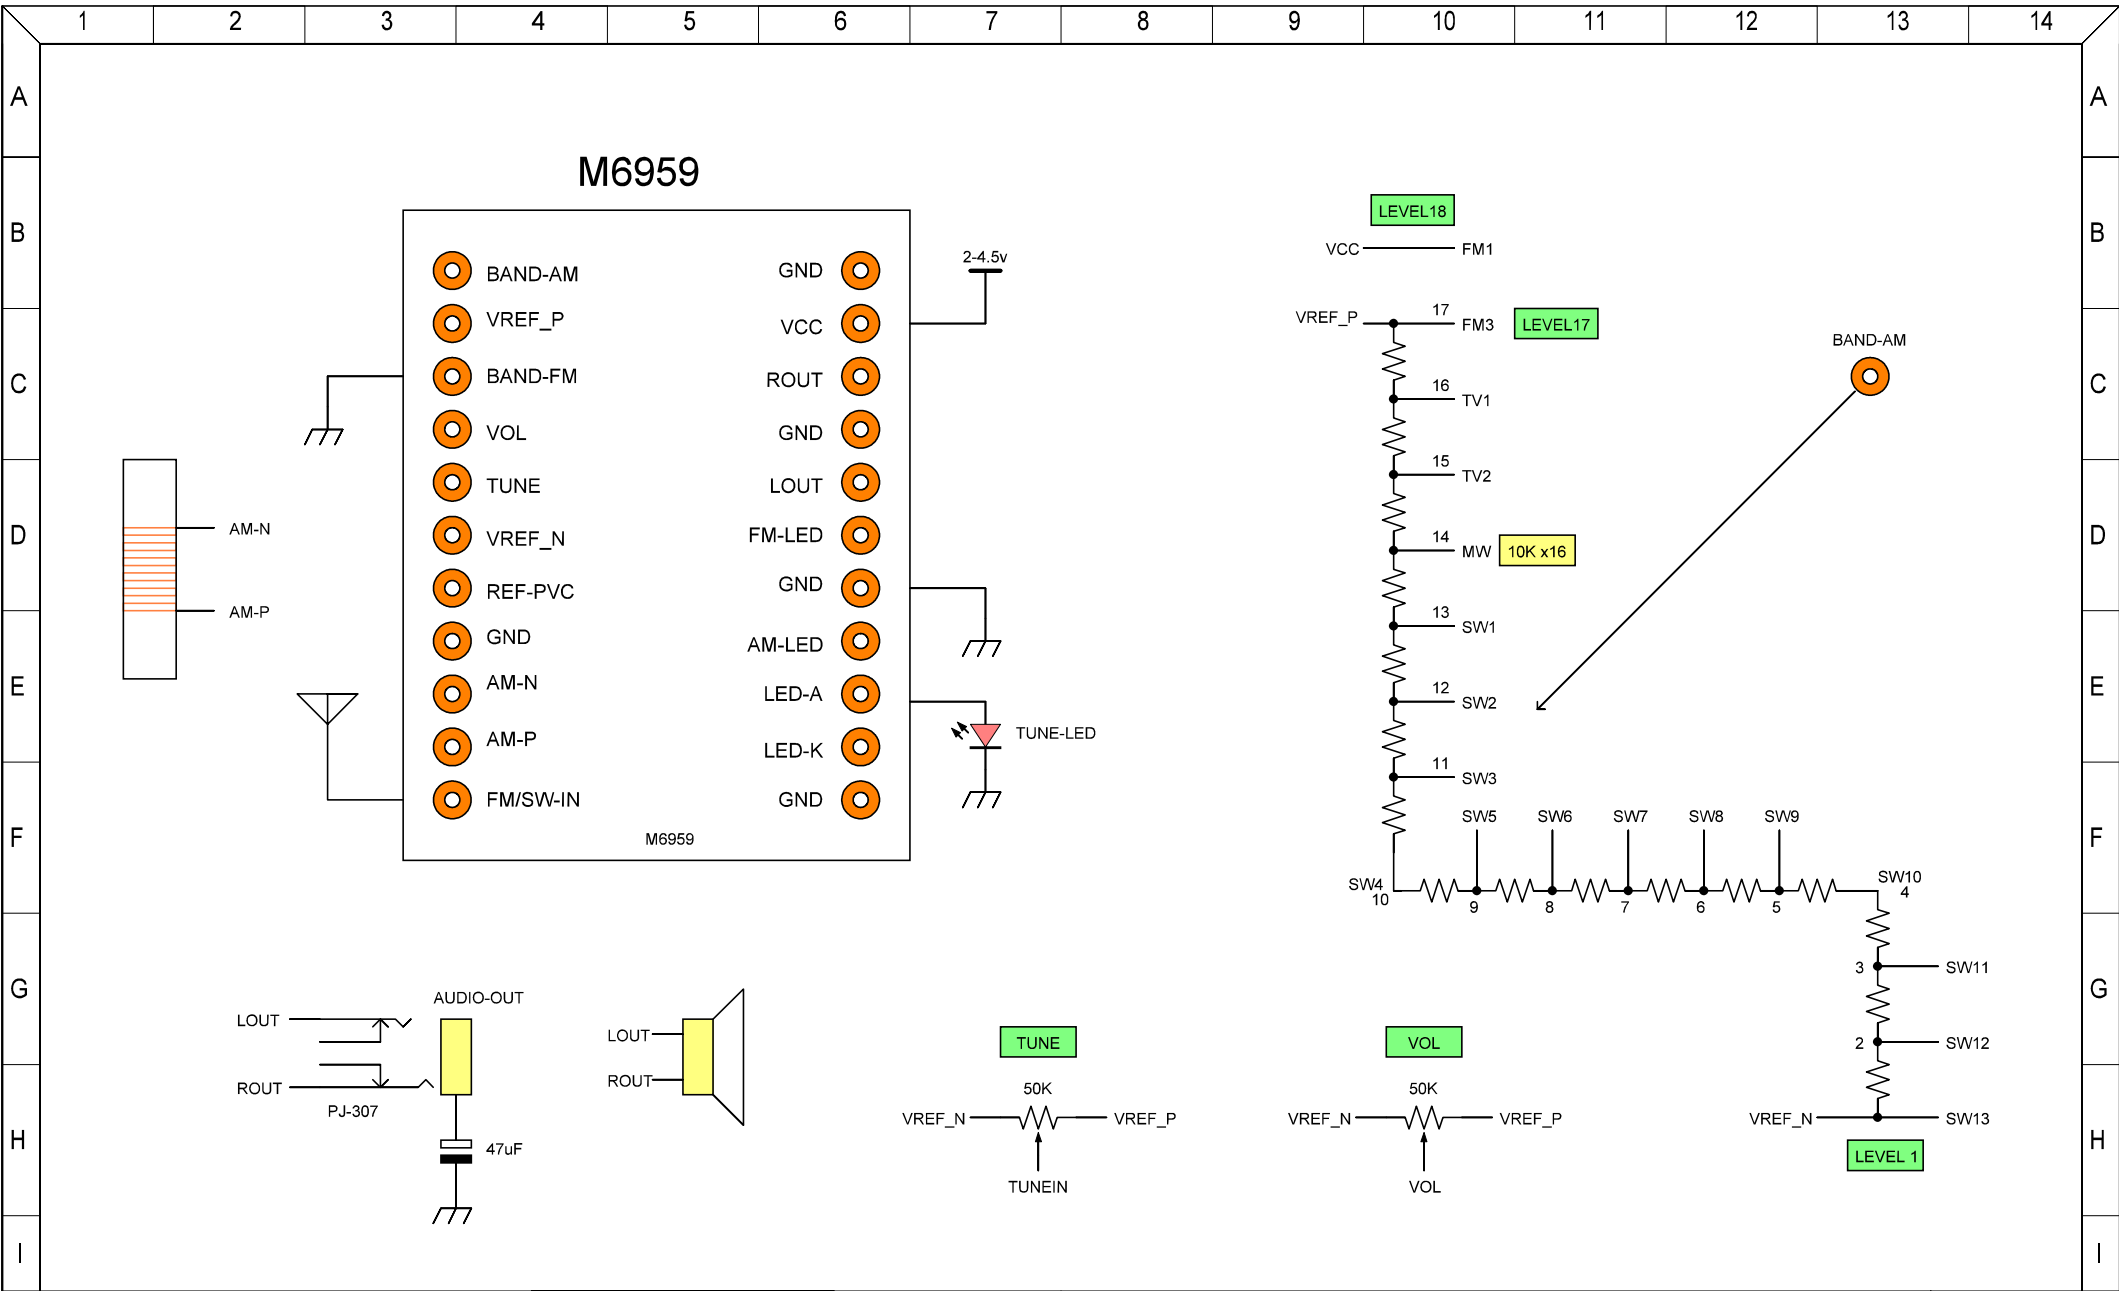 1 2 3 4 5 6 7 8 9 10 11 12 13 14
A A
M6959
LEVEL18
B B
VCC FM1
BAND-AM GND 2-4.5v
VREF_P VCC
VREF_P 17 FM3 LEVEL17
BAND-AM
C C
BAND-FM ROUT
16 TV1
VOL GND
15 TV2
TUNE LOUT
D D
AM-N
VREF_N FM-LED
14 MW 10K x16
REF-PVC GND
AM-P
13 SW1
GND AM-LED
E E
AM-N LED-A
12 SW2
TUNE-LED
AM-P LED-K
11 SW3
FM/SW-IN GND
SW5 SW6 SW7 SW8 SW9
F F
M6959
SW4 10 9 8 7 6 5 SW10 4
3 SW11
G G
AUDIO-OUT
LOUT
LOUT
TUNE VOL
2 SW12
ROUT
ROUT
PJ-307
50K 50K
VREF_N VREF_P VREF_N VREF_P VREF_N SW13
H H
47uF
LEVEL 1
TUNEIN VOL
I I